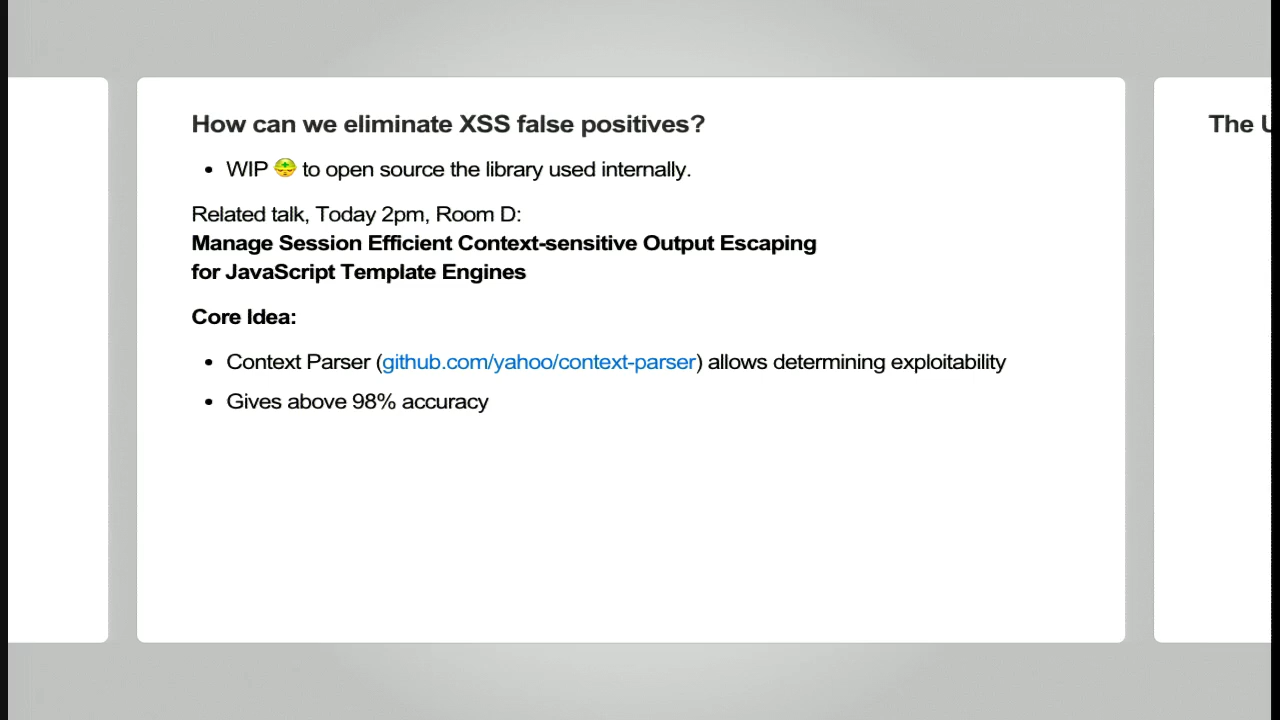 How can we eliminate XSS false positives?
• WIP to open source the library used internally.
Related talk, Today 2pm, Room D:
Manage Session Efficient Context-sensitive Output Escaping
for JavaScript Template Engines
Core Idea:
• Context Parser (github.com/yahoo/context-parser) allows determining exploitability
• Gives above 98% accuracy
The